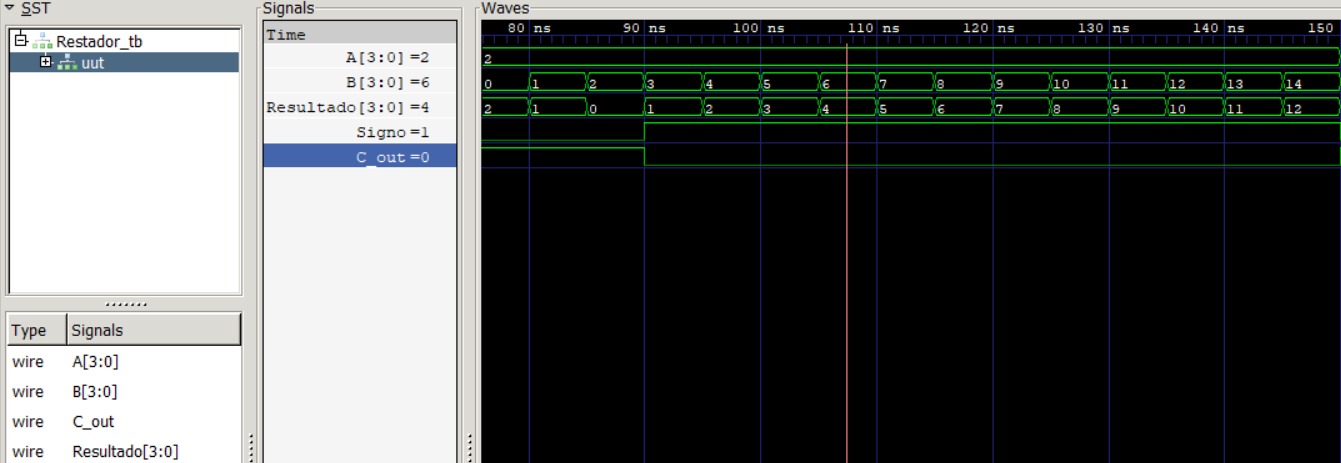 SST
Restador_tb
uut
Type Signals
wire A[3:0]
wire B[3:0]
wire C_out
wire Resultado[3:0]
Signals
Time
A[3:0] =2
B[3:0] =6
Resultado[3:0] =4
Signo =1
C_out =0
Waves
80 ns 90 ns 100 ns 110 ns 120 ns 130 ns 140 ns 150
2
0 1 2 3 4 5 6 7 8 9 10 11 12 13 14
2 1 0 1 2 3 4 5 6 7 8 9 10 11 12